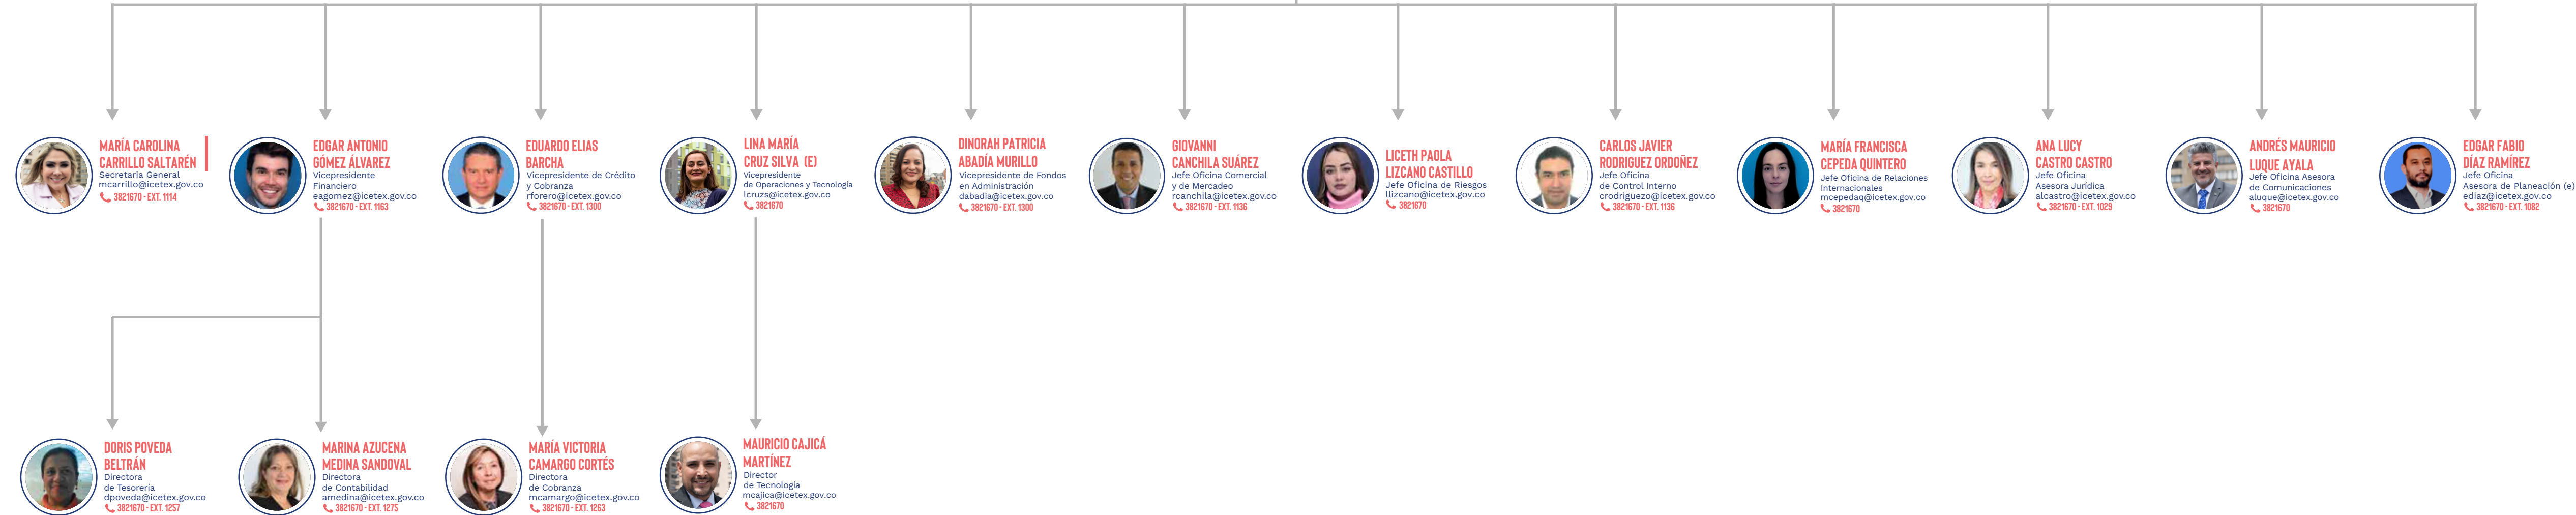 MARÍA CAROLINA
CARRILLO SALTARÉN
Secretaría General
mcarrillo@icetex.gov.co
3821670 - EXT. 1114
EDGAR ANTONIO
GÓMEZ ÁLVAREZ
Vicepresidente
Financiero
eagomez@icetex.gov.co
3821670 - EXT. 1163
EDUARDO ELIAS
BARCHA
Vicepresidente de Crédito
y Cobranza
rforero@icetex.gov.co
3821670 - EXT. 1300
LINA MARÍA
CRUZ SILVA (E)
Vicepresidente
de Operaciones y Tecnología
lcruzs@icetex.gov.co
3821670
DINORAH PATRICIA
ABADÍA MURILLO
Vicepresidente de Fondos
en Administración
dabadia@icetex.gov.co
3821670 - EXT. 1300
GIOVANNI
CANCHILA SUÁREZ
Jefe Oficina Comercial
y de Mercadeo
rcanchila@icetex.gov.co
3821670 - EXT. 1136
LICETH PAOLA
LIZCANO CASTILLO
Jefe Oficina de Riesgos
llizcano@icetex.gov.co
3821670
CARLOS JAVIER
RODRIGUEZ ORDOÑEZ
Jefe Oficina
de Control Interno
crodriguezo@icetex.gov.co
3821670 - EXT. 1136
MARÍA FRANCISCA
CEPEDA QUINTERO
Jefe Oficina de Relaciones
Internacionales
mcepedaq@icetex.gov.co
3821670
ANA LUCY
CASTRO CASTRO
Jefe Oficina
Asesora Jurídica
alcastro@icetex.gov.co
3821670 - EXT. 1029
ANDRÉS MAURICIO
LUQUE AYALA
Jefe Oficina Asesora
de Comunicaciones
aluque@icetex.gov.co
3821670
EDGAR FABIO
DÍAZ RAMÍREZ
Jefe Oficina
Asesora de Planeación (e)
ediaz@icetex.gov.co
3821670 - EXT. 1082
DORIS POVEDA
BELTRÁN
Directora
de Tesorería
dpoveda@icetex.gov.co
3821670 - EXT. 1257
MARINA AZUCENA
MEDINA SANDOVAL
Directora
de Contabilidad
amedina@icetex.gov.co
3821670 - EXT. 1275
MARÍA VICTORIA
CAMARGO CORTÉS
Directora
de Cobranza
mcamargo@icetex.gov.co
3821670 - EXT. 1263
MAURICIO CAJICÁ
MARTÍNEZ
Director
de Tecnología
mcajica@icetex.gov.co
3821670